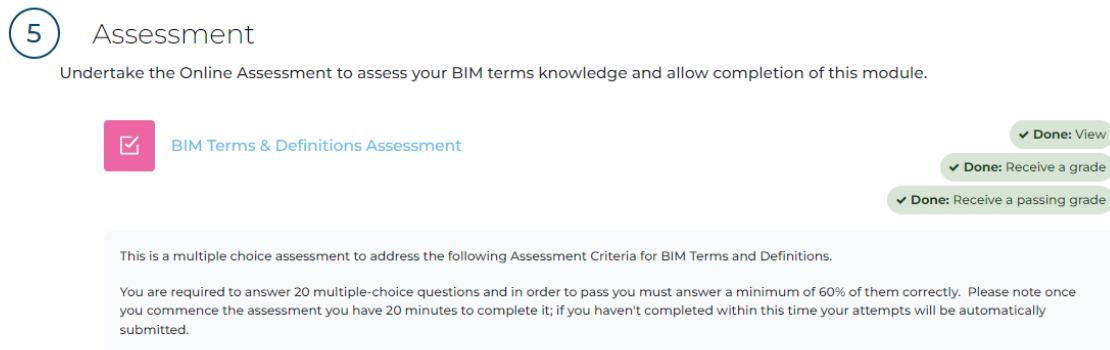 5
Assessment
Undertake the Online Assessment to assess your BIM terms knowledge and allow completion of this module.
BIM Terms & Definitions Assessment
✔ Done: View
✔ Done: Receive a grade
✔ Done: Receive a passing grade
This is a multiple choice assessment to address the following Assessment Criteria for BIM Terms and Definitions.
You are required to answer 20 multiple-choice questions and in order to pass you must answer a minimum of 60% of them correctly.  Please note once
you commence the assessment you have 20 minutes to complete it; if you haven't completed within this time your attempts will be automatically
submitted.